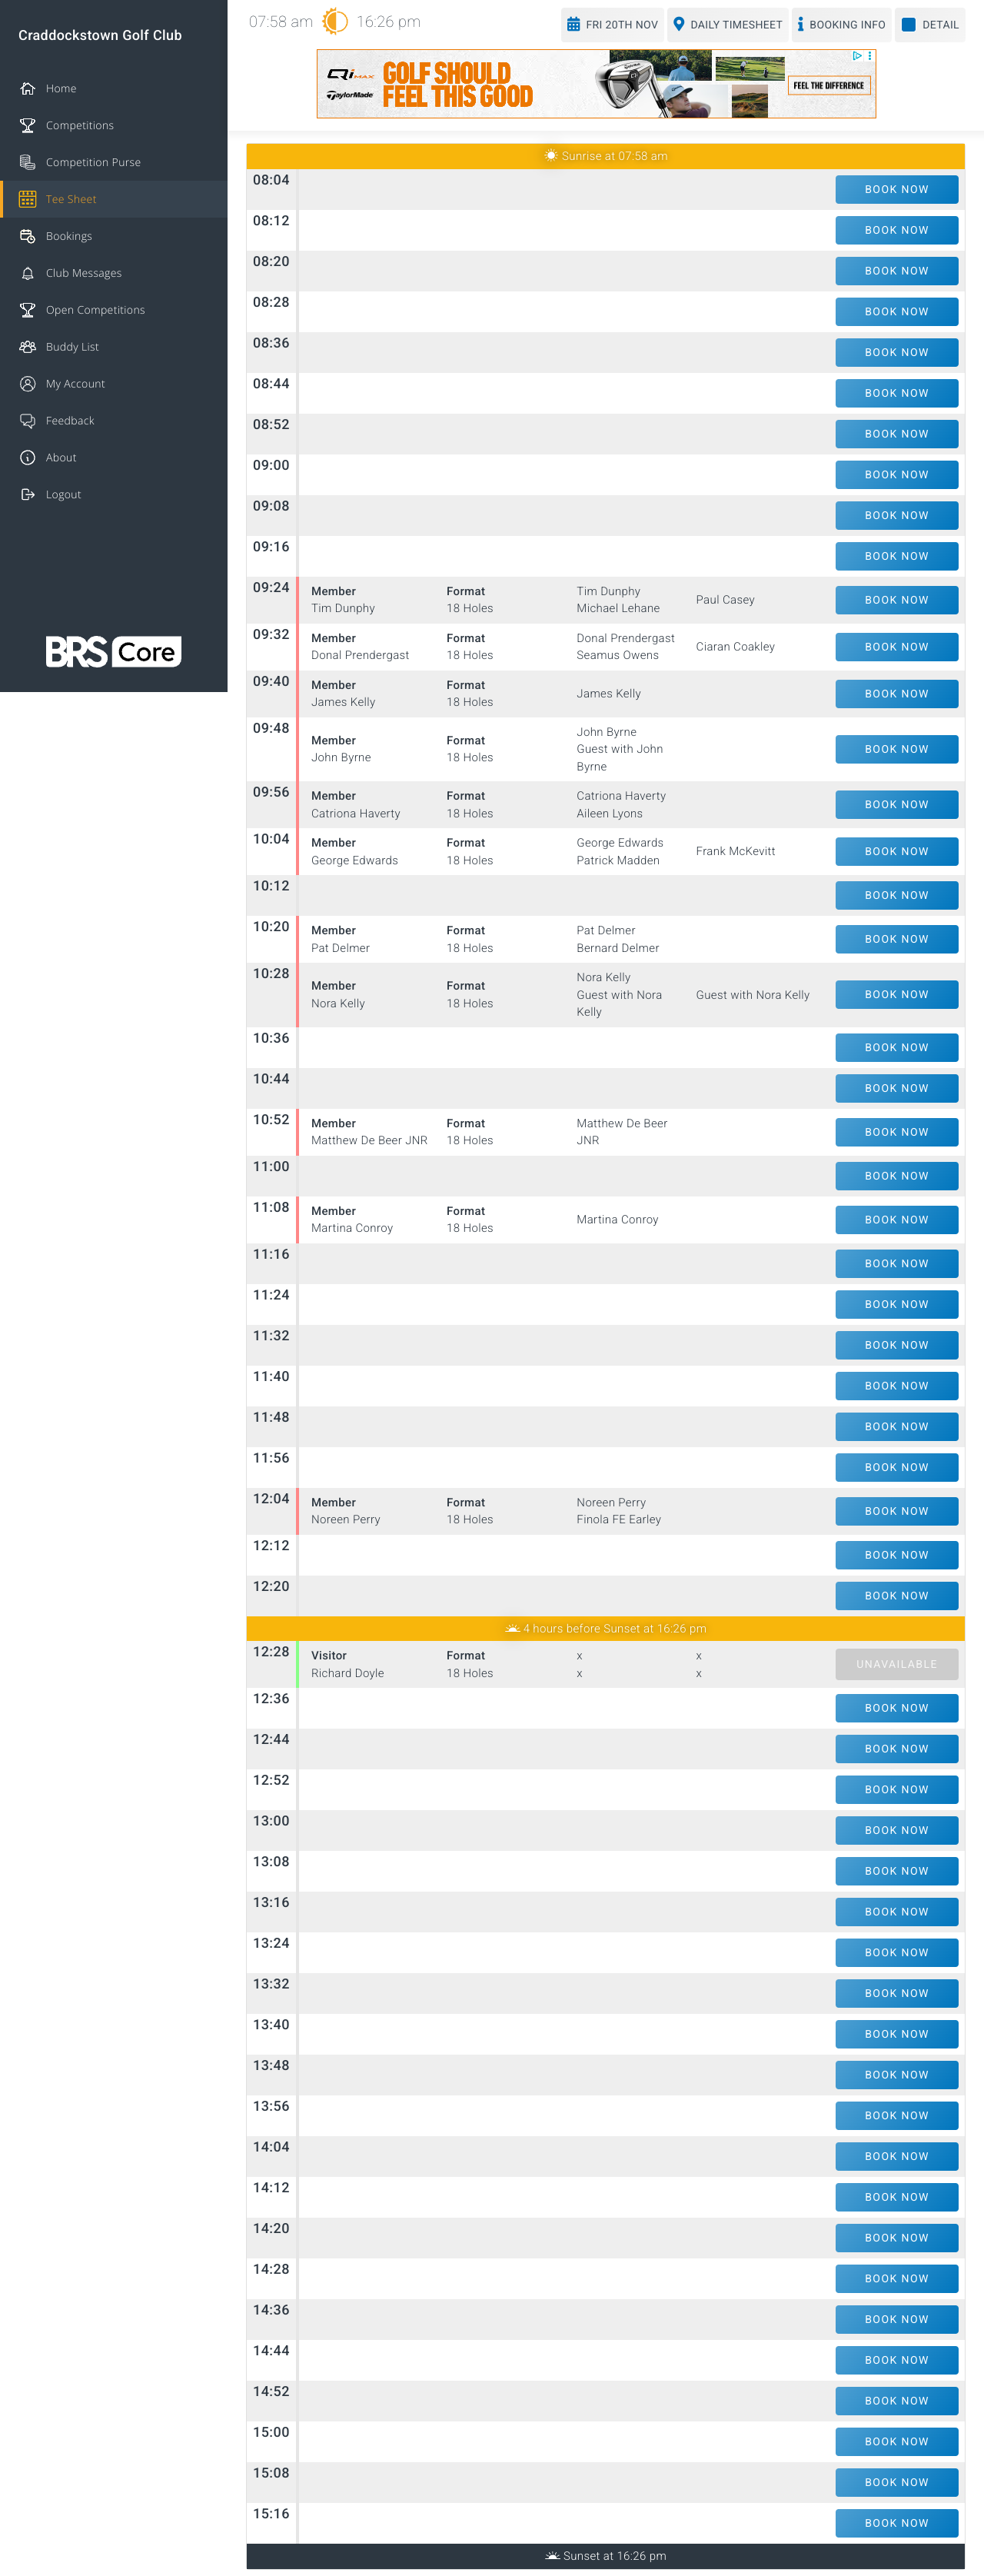 Craddockstown Golf Club
Home
Competitions
Competition Purse
Tee Sheet
Bookings
Club Messages
Open Competitions
Buddy List
My Account
Feedback
About
Logout
BRS Core
07:58 am 16:26 pm
FRI 20TH NOV DAILY TIMESHEET BOOKING INFO DETAIL
Qi MAX
TaylorMade
GOLF SHOULD
FEEL THIS GOOD
FEEL THE DIFFERENCE
Sunrise at 07:58 am
08:04 BOOK NOW
08:12 BOOK NOW
08:20 BOOK NOW
08:28 BOOK NOW
08:36 BOOK NOW
08:44 BOOK NOW
08:52 BOOK NOW
09:00 BOOK NOW
09:08 BOOK NOW
09:16 BOOK NOW
09:24 Member Format Tim Dunphy Paul Casey BOOK NOW
Tim Dunphy 18 Holes Michael Lehane
09:32 Member Format Donal Prendergast Ciaran Coakley BOOK NOW
Donal Prendergast 18 Holes Seamus Owens
09:40 Member Format James Kelly BOOK NOW
James Kelly 18 Holes
09:48 Member Format John Byrne BOOK NOW
John Byrne 18 Holes Guest with John
Byrne
09:56 Member Format Catriona Haverty BOOK NOW
Catriona Haverty 18 Holes Aileen Lyons
10:04 Member Format George Edwards Frank McKevitt BOOK NOW
George Edwards 18 Holes Patrick Madden
10:12 BOOK NOW
10:20 Member Format Pat Delmer BOOK NOW
Pat Delmer 18 Holes Bernard Delmer
10:28 Member Format Nora Kelly Guest with Nora Kelly BOOK NOW
Nora Kelly 18 Holes Guest with Nora
Kelly
10:36 BOOK NOW
10:44 BOOK NOW
10:52 Member Format Matthew De Beer BOOK NOW
Matthew De Beer JNR 18 Holes JNR
11:00 BOOK NOW
11:08 Member Format Martina Conroy BOOK NOW
Martina Conroy 18 Holes
11:16 BOOK NOW
11:24 BOOK NOW
11:32 BOOK NOW
11:40 BOOK NOW
11:48 BOOK NOW
11:56 BOOK NOW
12:04 Member Format Noreen Perry BOOK NOW
Noreen Perry 18 Holes Finola FE Earley
12:12 BOOK NOW
12:20 BOOK NOW
4 hours before Sunset at 16:26 pm
12:28 Visitor Format x x UNAVAILABLE
Richard Doyle 18 Holes x x
12:36 BOOK NOW
12:44 BOOK NOW
12:52 BOOK NOW
13:00 BOOK NOW
13:08 BOOK NOW
13:16 BOOK NOW
13:24 BOOK NOW
13:32 BOOK NOW
13:40 BOOK NOW
13:48 BOOK NOW
13:56 BOOK NOW
14:04 BOOK NOW
14:12 BOOK NOW
14:20 BOOK NOW
14:28 BOOK NOW
14:36 BOOK NOW
14:44 BOOK NOW
14:52 BOOK NOW
15:00 BOOK NOW
15:08 BOOK NOW
15:16 BOOK NOW
Sunset at 16:26 pm